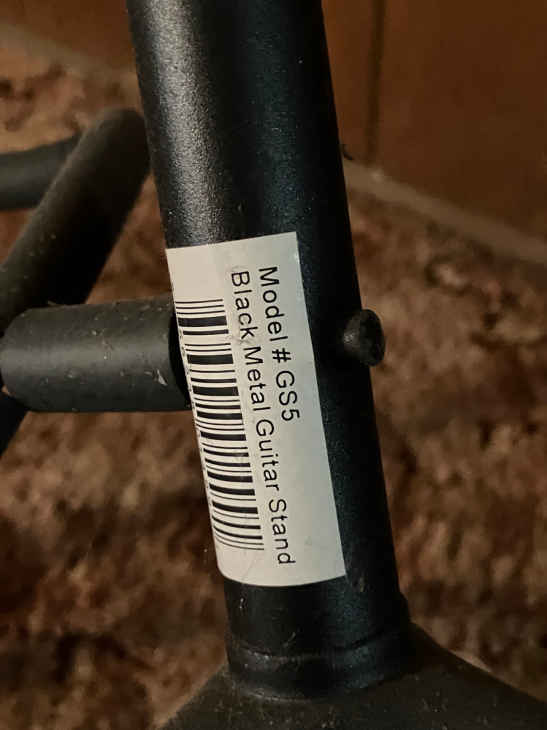 Model # GS5
Black Metal Guitar Stand